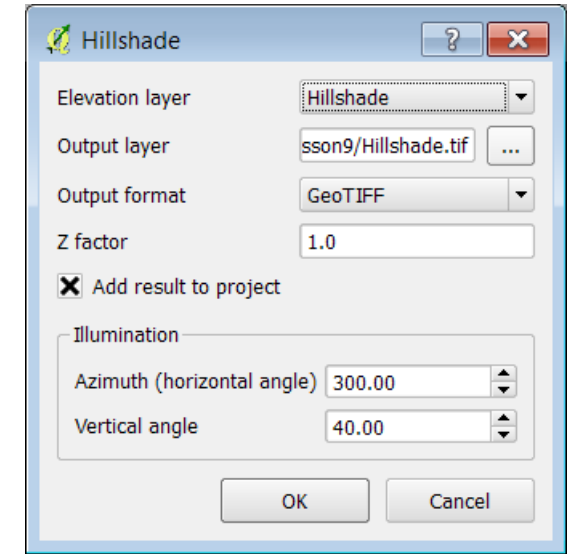 Hillshade
Elevation layer Hillshade
Output layer sson9/Hillshade.tif ...
Output format GeoTIFF
Z factor 1.0
Add result to project
Illumination
Azimuth (horizontal angle) 300.00
Vertical angle 40.00
OK Cancel